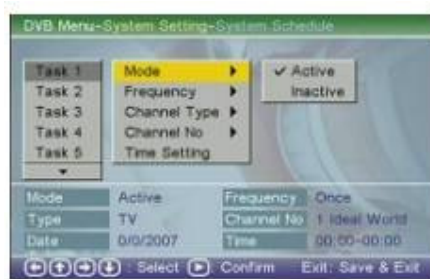 DVB Menu-System Setting-System Schedule
Task 1
Task 2
Task 3
Task 4
Task 5
Mode
Frequency
Channel Type
Channel No
Time Setting
Active
Inactive
Mode Active Frequency Once
Type TV Channel No 1 Ideal World
Date 0/0/2007 Time 00:00-00:00
: Select : Confirm Exit: Save & Exit